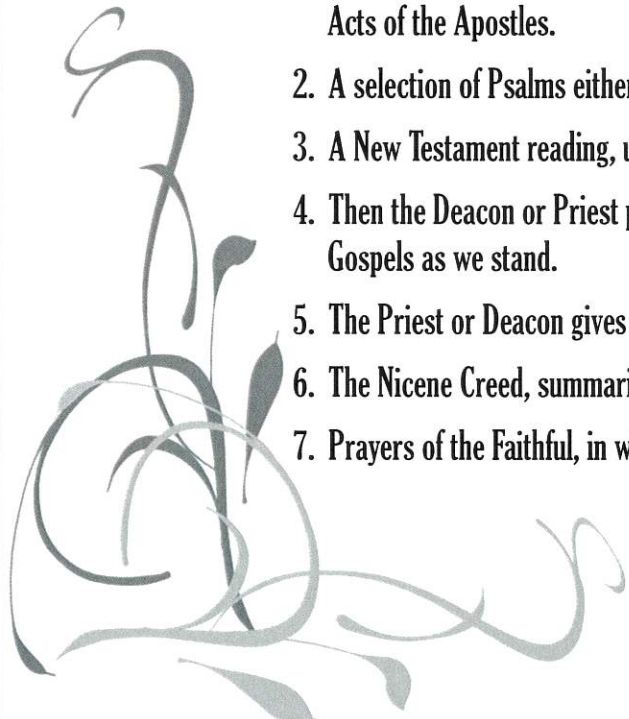 Acts of the Apostles.
2. A selection of Psalms either
3. A New Testament reading, u
4. Then the Deacon or Priest p
Gospels as we stand.
5. The Priest or Deacon gives
6. The Nicene Creed, summari
7. Prayers of the Faithful, in w